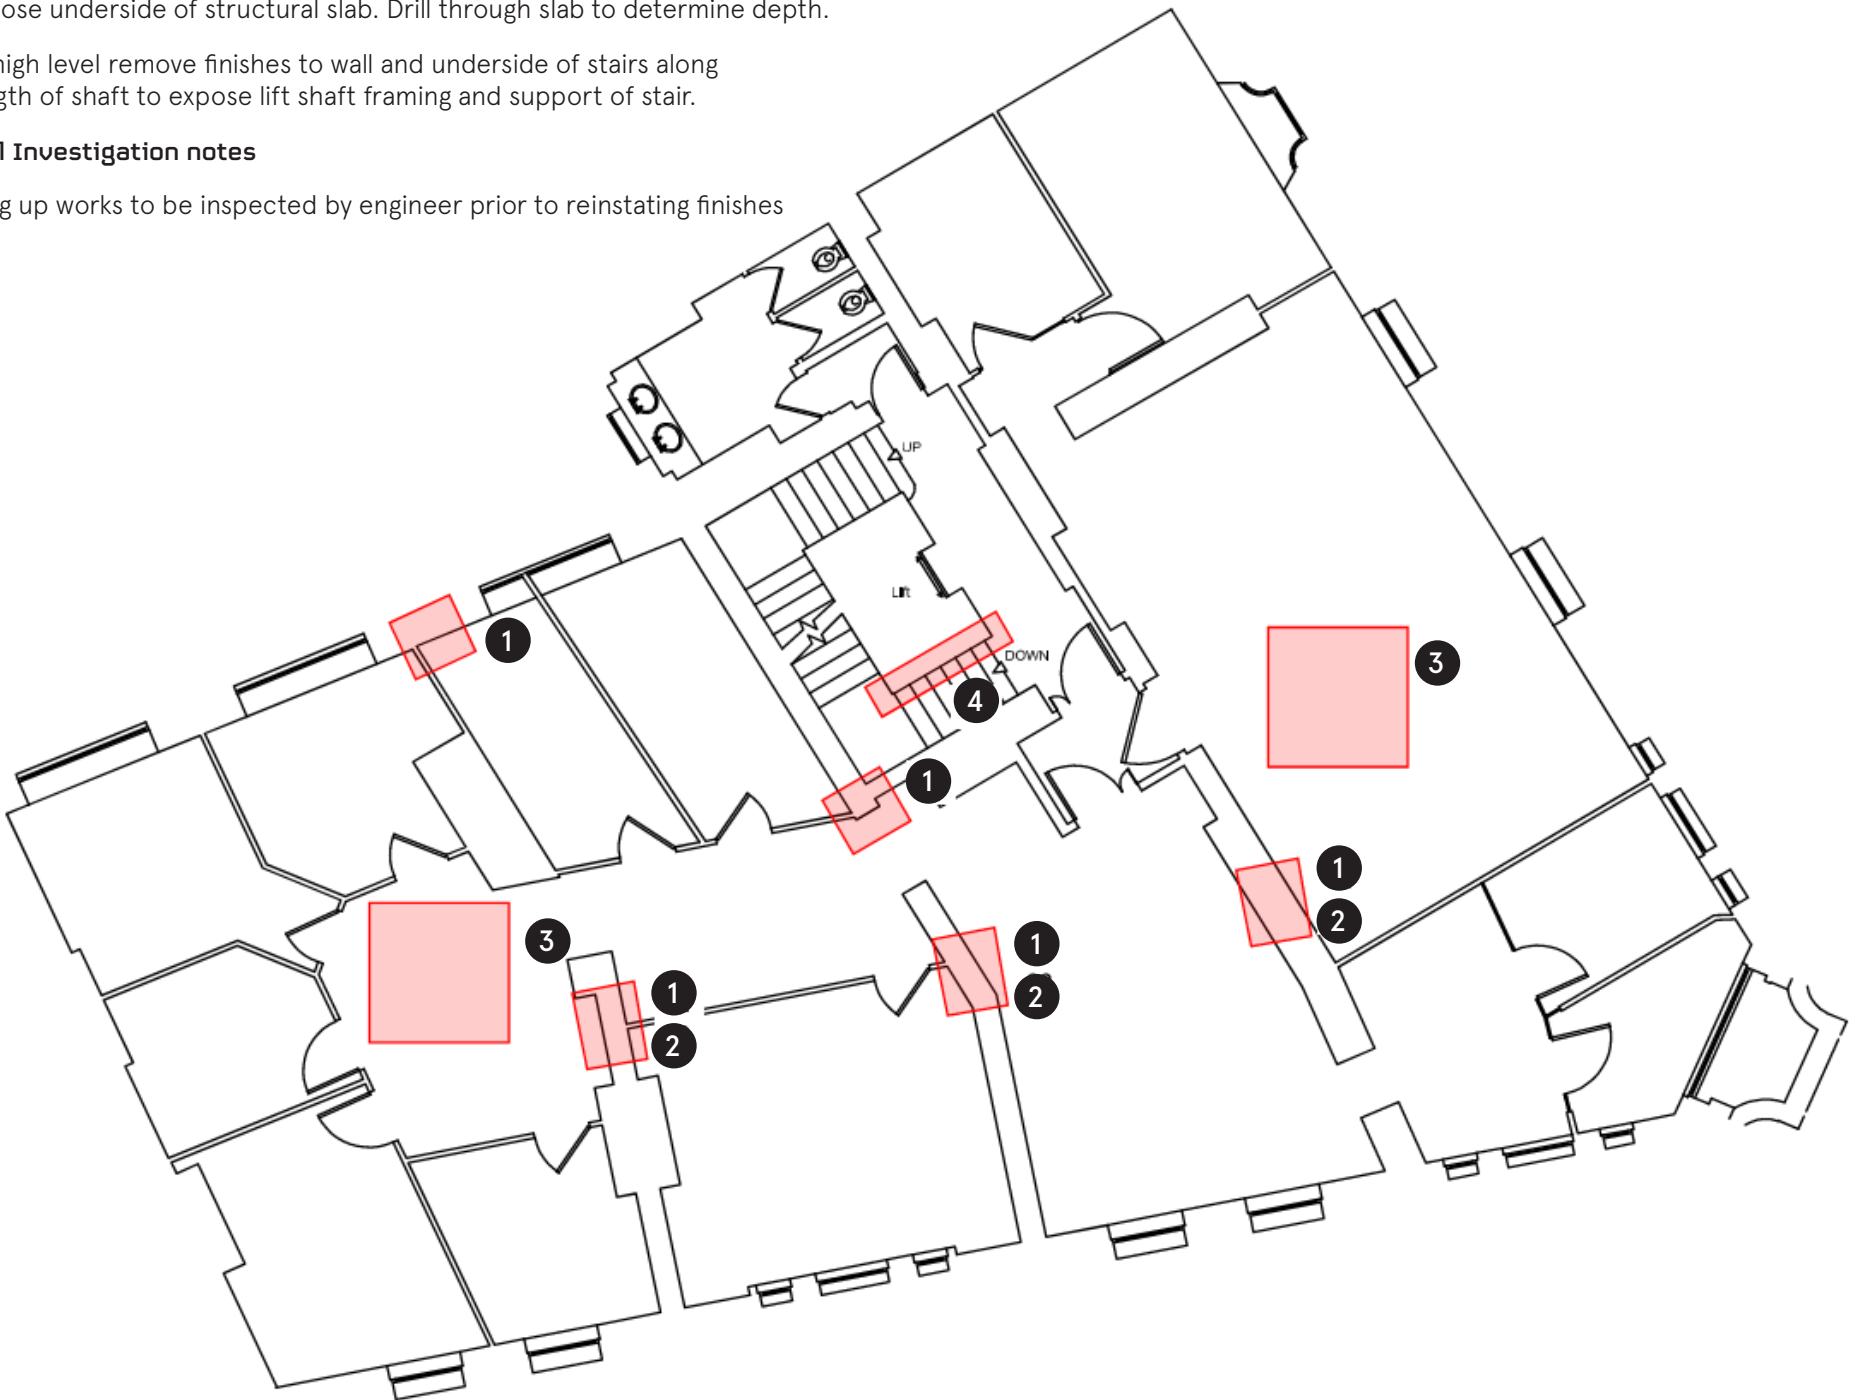 ose underside of structural slab. Drill through slab to determine depth.
high level remove finishes to wall and underside of stairs along
gth of shaft to expose lift shaft framing and support of stair.
Investigation notes
g up works to be inspected by engineer prior to reinstating finishes
UP
Lift
DOWN
1
3
4
1
1
2
3
1
2
1
2